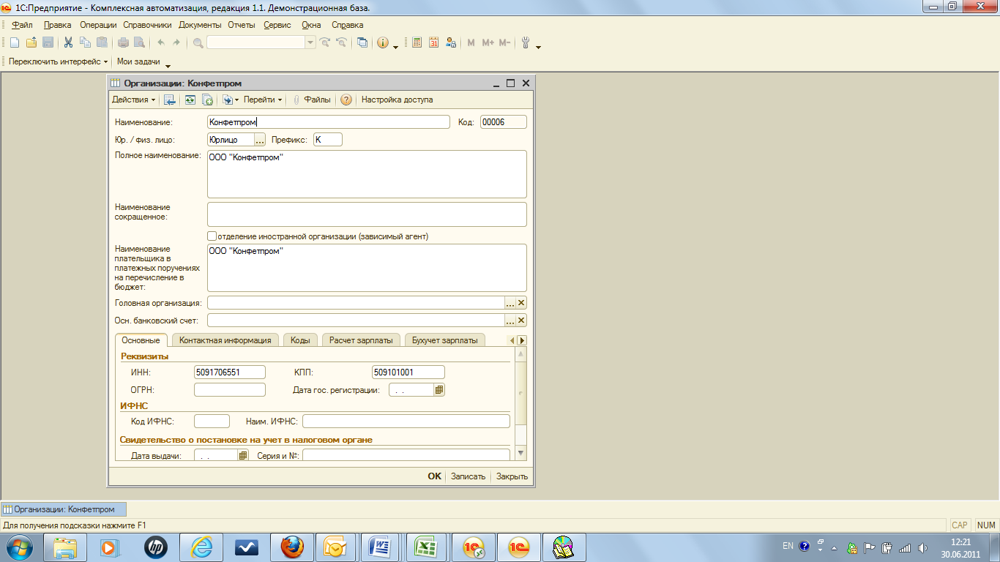 1С:Предприятие - Комплексная автоматизация, редакция 1.1. Демонстрационная база.
Файл Правка Операции Справочники Документы Отчеты Сервис Окна Справка
M M+ M-
Переключить интерфейс Мои задачи
Организации: Конфетпром
Действия Перейти Файлы Настройка доступа
Наименование: Конфетпром Код: 00006
Юр. / физ. лицо: Юрлицо ... Префикс: К
Полное наименование: ООО "Конфетпром"
Наименование
сокращенное:
отделение иностранной организации (зависимый агент)
Наименование ООО "Конфетпром"
плательщика в
платежных поручениях
на перечисление в
бюджет:
Головная организация: ...
Осн. банковский счет: ...
Основные Контактная информация Коды Расчет зарплаты Бухучет зарплаты
Реквизиты
ИНН: 5091706551 КПП: 509101001
ОГРН: Дата гос. регистрации: . .
ИФНС
Код ИФНС: Наим. ИФНС:
Свидетельство о постановке на учет в налоговом органе
Дата выдачи: . . Серия и №:
OK Записать Закрыть
Организации: Конфетпром
Для получения подсказки нажмите F1 CAP NUM
EN 12:21
30.06.2011